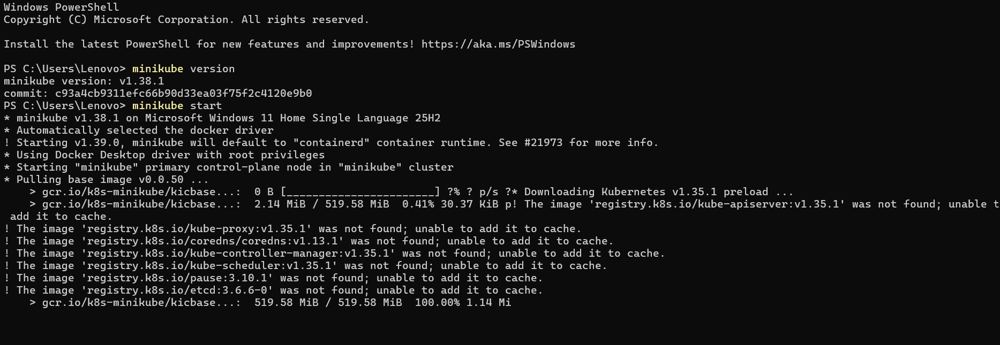 Windows PowerShell
Copyright (C) Microsoft Corporation. All rights reserved.
Install the latest PowerShell for new features and improvements! https://aka.ms/PSWindows
PS C:\Users\Lenovo> minikube version
minikube version: v1.38.1
commit: c93a4cb9311efc66b90d33ea03f75f2c4120e9b0
PS C:\Users\Lenovo> minikube start
* minikube v1.38.1 on Microsoft Windows 11 Home Single Language 25H2
* Automatically selected the docker driver
! Starting v1.39.0, minikube will default to "containerd" container runtime. See #21973 for more info.
* Using Docker Desktop driver with root privileges
* Starting "minikube" primary control-plane node in "minikube" cluster
* Pulling base image v0.0.50 ...
    > gcr.io/k8s-minikube/kicbase...:  0 B [_______________________] ?% ? p/s ?* Downloading Kubernetes v1.35.1 preload ...
    > gcr.io/k8s-minikube/kicbase...:  2.14 MiB / 519.58 MiB  0.41% 30.37 KiB p! The image 'registry.k8s.io/kube-apiserver:v1.35.1' was not found; unable t
 add it to cache.
! The image 'registry.k8s.io/kube-proxy:v1.35.1' was not found; unable to add it to cache.
! The image 'registry.k8s.io/coredns/coredns:v1.13.1' was not found; unable to add it to cache.
! The image 'registry.k8s.io/kube-controller-manager:v1.35.1' was not found; unable to add it to cache.
! The image 'registry.k8s.io/kube-scheduler:v1.35.1' was not found; unable to add it to cache.
! The image 'registry.k8s.io/pause:3.10.1' was not found; unable to add it to cache.
! The image 'registry.k8s.io/etcd:3.6.6-0' was not found; unable to add it to cache.
    > gcr.io/k8s-minikube/kicbase...:  519.58 MiB / 519.58 MiB  100.00% 1.14 Mi